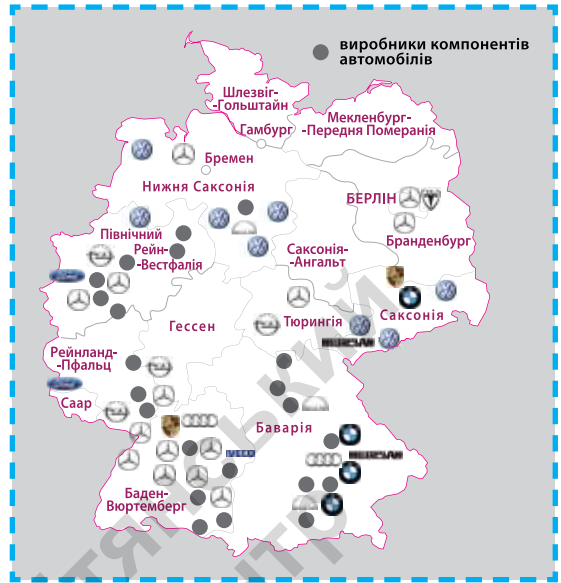 виробники компонентів
автомобілів
Шлезвіг-
-Гольштайн
Мекленбург-
-Передня Померанія
Гамбург
Бремен
Нижня Саксонія
БЕРЛІН
Бранденбург
Північний
Рейн-
-Вестфалія
Саксонія-
-Ангальт
Саксонія
Тюрингія
Гессен
Рейнланд-
-Пфальц
Саар
Баварія
Баден-
Вюртемберг